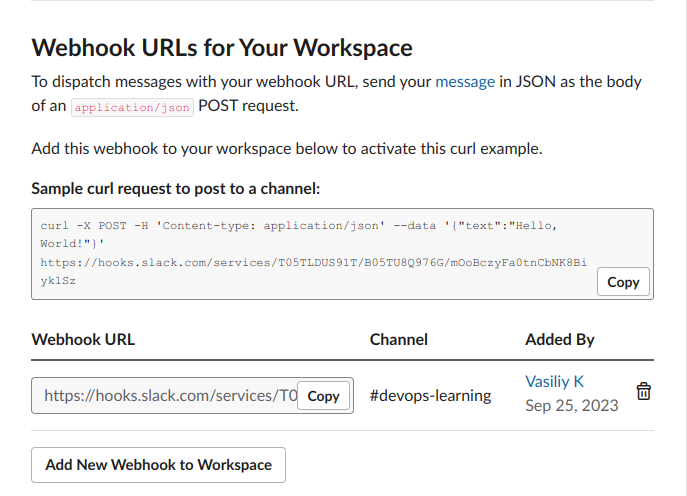 Webhook URLs for Your Workspace
To dispatch messages with your webhook URL, send your message in JSON as the body
of an application/json POST request.
Add this webhook to your workspace below to activate this curl example.
Sample curl request to post to a channel:
curl -X POST -H 'Content-type: application/json' --data '{"text":"Hello,
World!"}'
https://hooks.slack.com/services/T05TLDUS91T/B05TU8Q976G/mOoBczyFa0tnCbNK8Bi
yk1Sz
Copy
Webhook URL Channel Added By
https://hooks.slack.com/services/T0 Copy #devops-learning Vasiliy K
Sep 25, 2023
Add New Webhook to Workspace